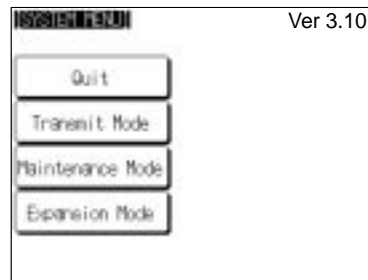 [SYSTEM MENU]
Ver 3.10
Quit
Transmit Mode
Maintenance Mode
Expansion Mode